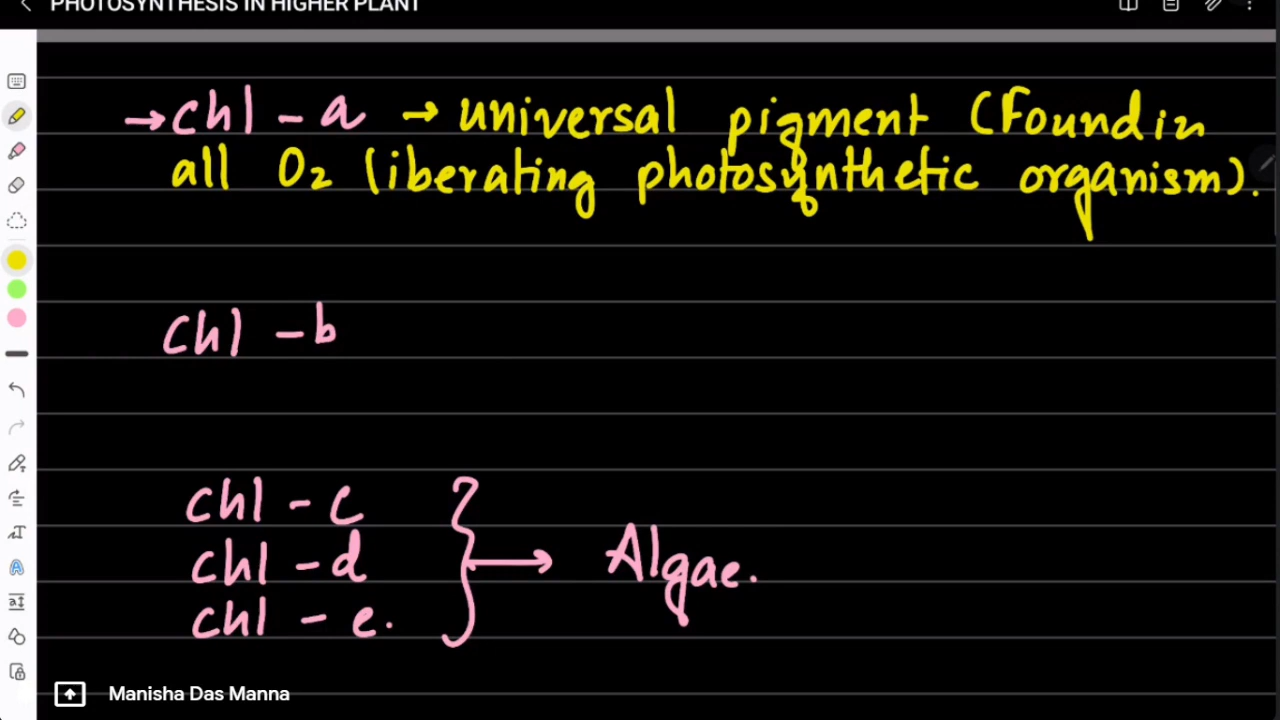 PHOTOSYNTHESIS IN HIGHER PLANT
→ chl - a → universal pigment (Found in
all O2 liberating photosynthetic organism).
chl - b
chl - c
chl - d
chl - e.
→ Algae.
Manisha Das Manna